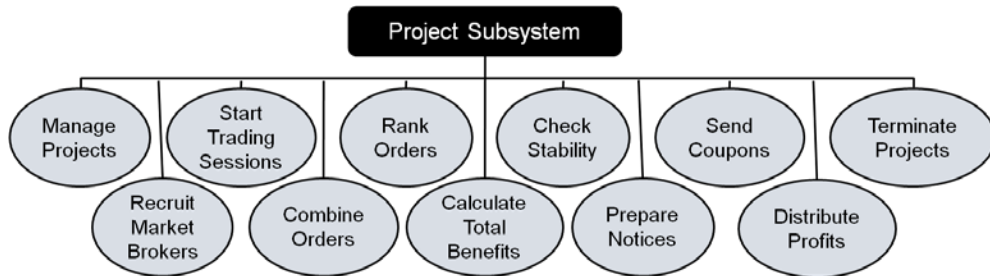 Project Subsystem
Manage
Projects
Start
Trading
Sessions
Rank
Orders
Check
Stability
Send
Coupons
Terminate
Projects
Recruit
Market
Brokers
Combine
Orders
Calculate
Total
Benefits
Prepare
Notices
Distribute
Profits